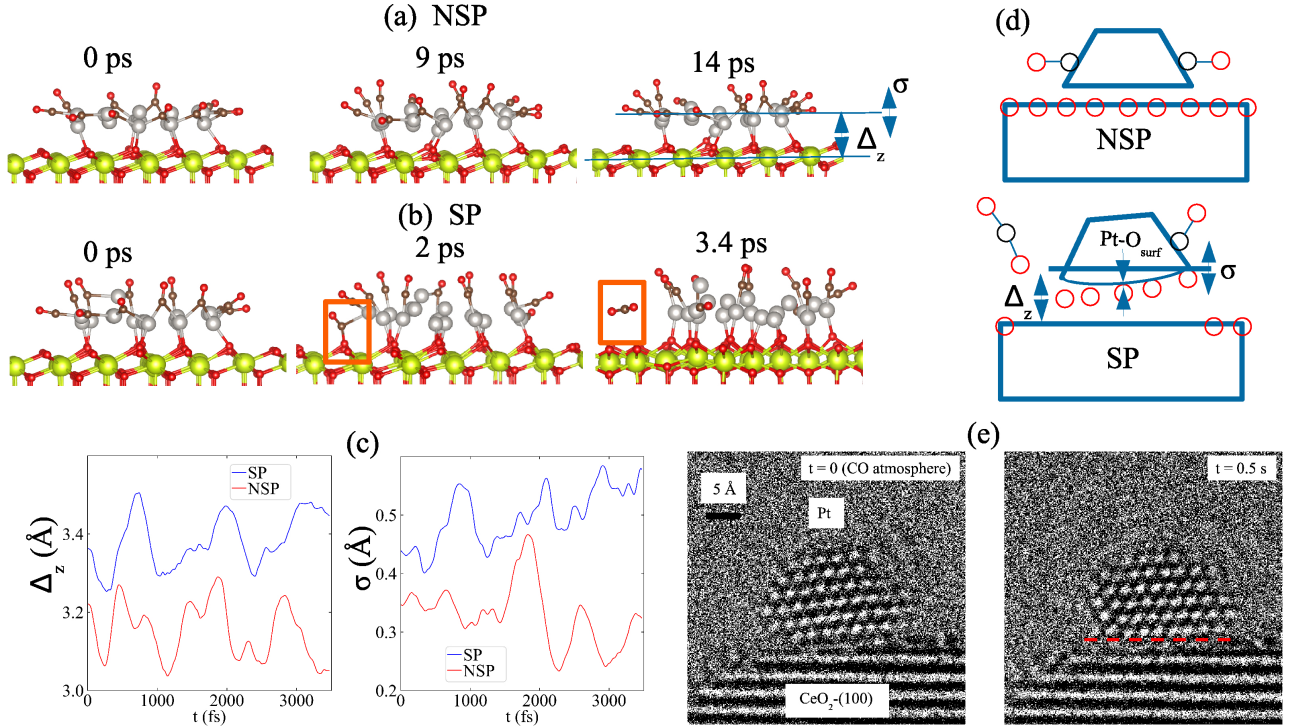 (a) NSP
0 ps
9 ps
14 ps
σ
Δz
(b) SP
0 ps
2 ps
3.4 ps
(d)
NSP
Pt-Osurf
σ
Δz
SP
(c)
SP
NSP
3.4
3.2
3.0
Δz (Å)
0 1000 2000 3000
t (fs)
0.5
0.4
0.3
0.2
σ (Å)
SP
NSP
0 1000 2000 3000
t (fs)
(e)
t = 0 (CO atmosphere)
5 Å
Pt
CeO2-(100)
t = 0.5 s